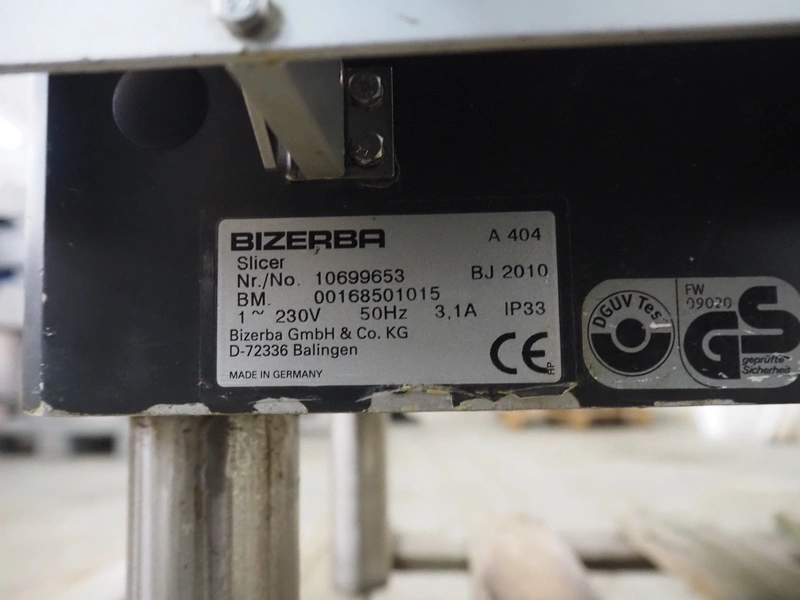 BIZERBA A 404
Slicer
Nr./No. 10699653 BJ 2010
BM. 00168501015
1~ 230V 50Hz 3,1A IP33
Bizerba GmbH & Co. KG
D-72336 Balingen
MADE IN GERMANY
CE
HP
DGUV Test
FW
09020
GS
geprüfte
Sicherheit